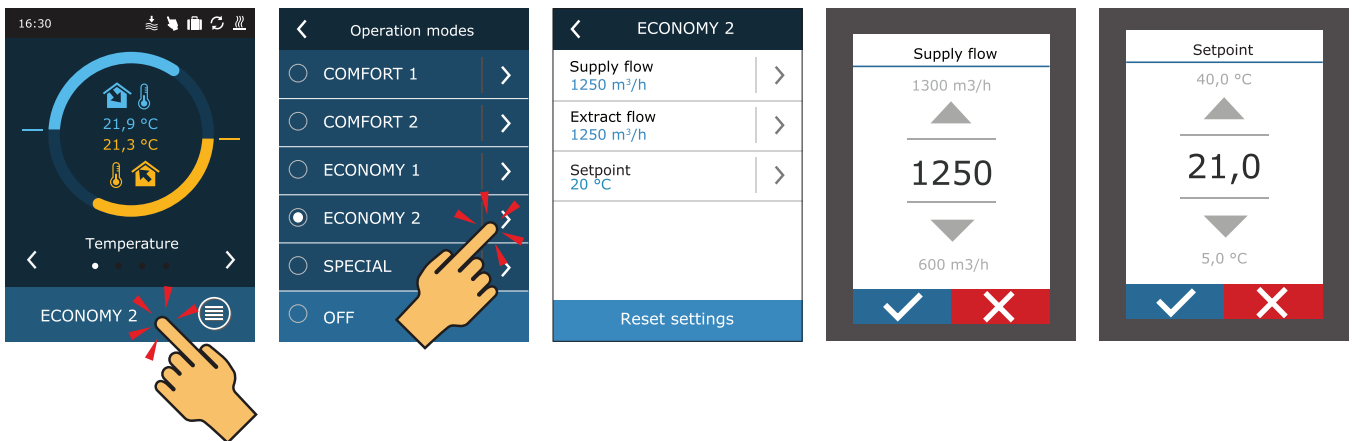 16:30
21,9 °C
21,3 °C
Temperature
ECONOMY 2
Operation modes
COMFORT 1
COMFORT 2
ECONOMY 1
ECONOMY 2
SPECIAL
OFF
ECONOMY 2
Supply flow
1250 m³/h
Extract flow
1250 m³/h
Setpoint
20 °C
Reset settings
Supply flow
1300 m3/h
1250
600 m3/h
Setpoint
40,0 °C
21,0
5,0 °C